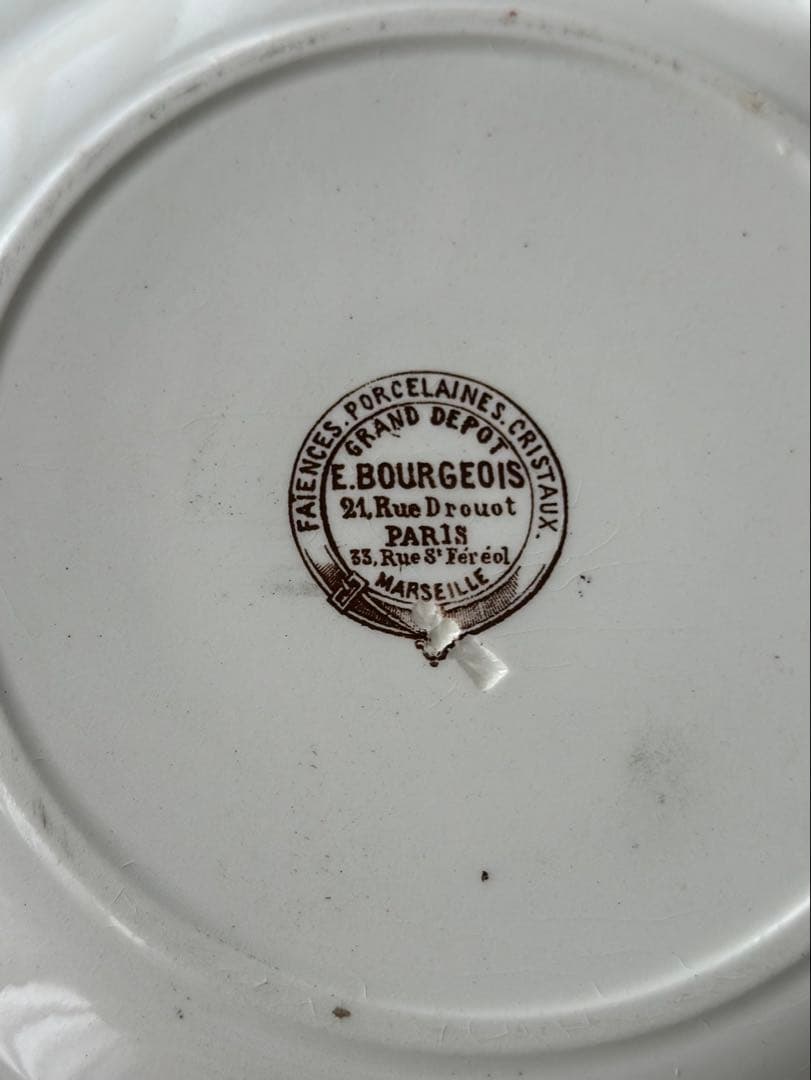 FAIENCES. PORCELAINES. CRISTAUX.
GRAND DEPOT
E. BOURGEOIS
21, Rue Drouot
PARIS
33, Rue St Féréol
MARSEILLE